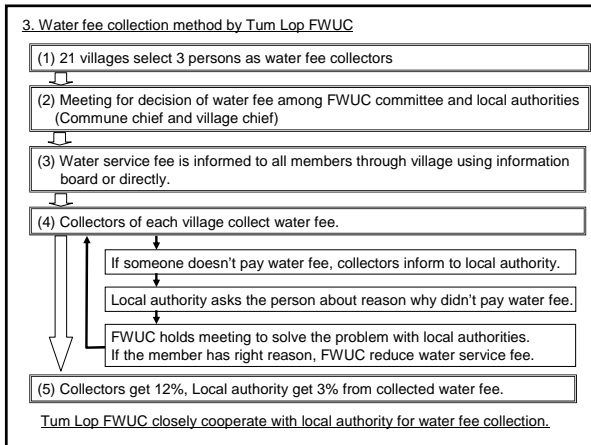 3. Water fee collection method by Tum Lop FWUC
(1) 21 villages select 3 persons as water fee collectors
(2) Meeting for decision of water fee among FWUC committee and local authorities
(Commune chief and village chief)
(3) Water service fee is informed to all members through village using information
board or directly.
(4) Collectors of each village collect water fee.
If someone doesn't pay water fee, collectors inform to local authority.
Local authority asks the person about reason why didn't pay water fee.
FWUC holds meeting to solve the problem with local authorities.
If the member has right reason, FWUC reduce water service fee.
(5) Collectors get 12%, Local authority get 3% from collected water fee.
Tum Lop FWUC closely cooperate with local authority for water fee collection.